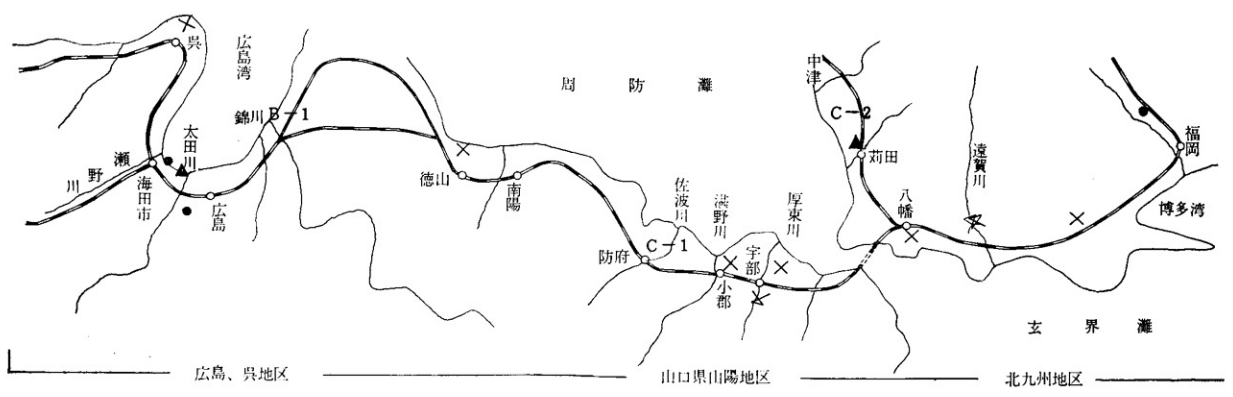 呉
広島湾
周防灘
中津
C-2
福岡
錦川
B-1
太田川
瀬野川
海田市
広島
徳山
南陽
佐波川
C-1
防府
小郡
宇部
厚東川
苅田
八幡
遠賀川
博多湾
玄界灘
広島、呉地区
山口県山陽地区
北九州地区